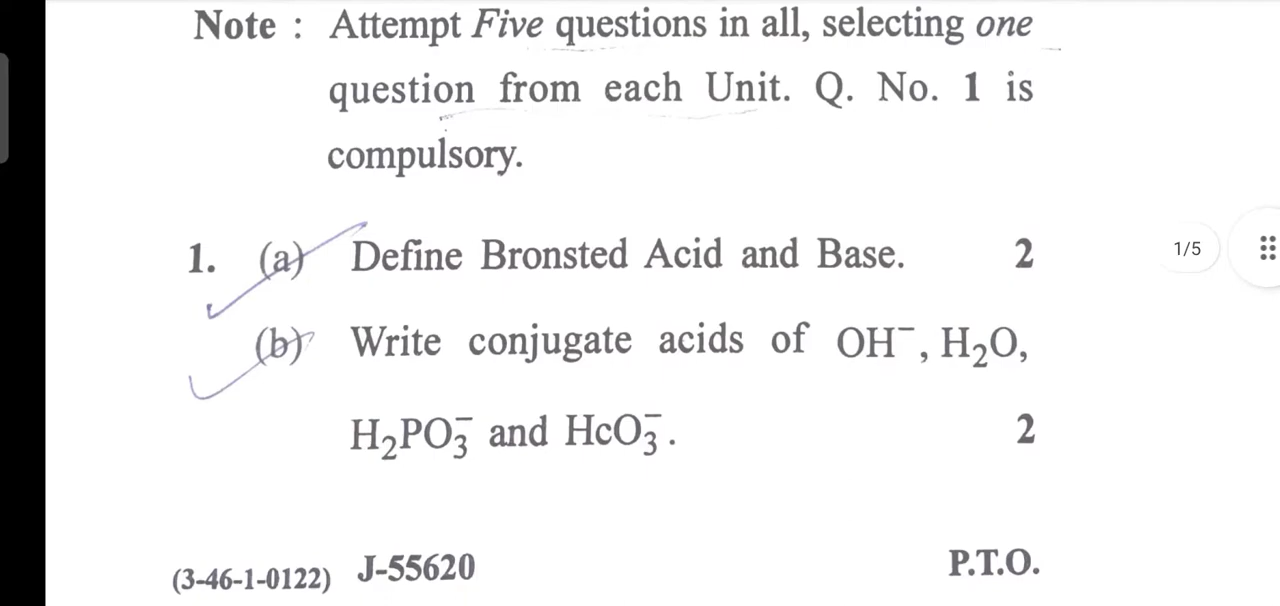 Note : Attempt Five questions in all, selecting one
question from each Unit. Q. No. 1 is
compulsory.
1. (a) Define Bronsted Acid and Base. 2
1/5
(b) Write conjugate acids of OH⁻, H₂O,
H₂PO₃⁻ and HcO₃⁻. 2
(3-46-1-0122) J-55620 P.T.O.